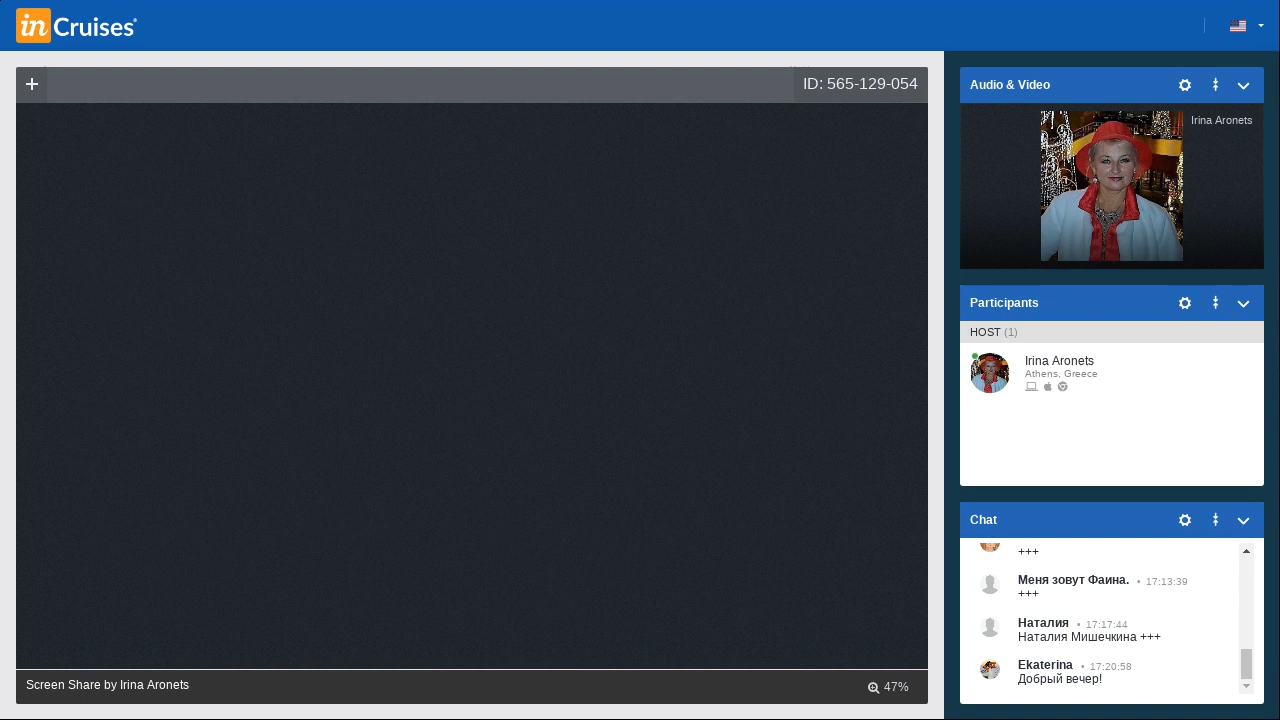 in Cruises®
ID: 565-129-054
Screen Share by Irina Aronets
47%
Audio & Video
Irina Aronets
Participants
HOST (1)
Irina Aronets
Athens, Greece
Chat
+++
Меня зовут Фаина. • 17:13:39
+++
Наталия • 17:17:44
Наталия Мишечкина +++
Ekaterina • 17:20:58
Добрый вечер!